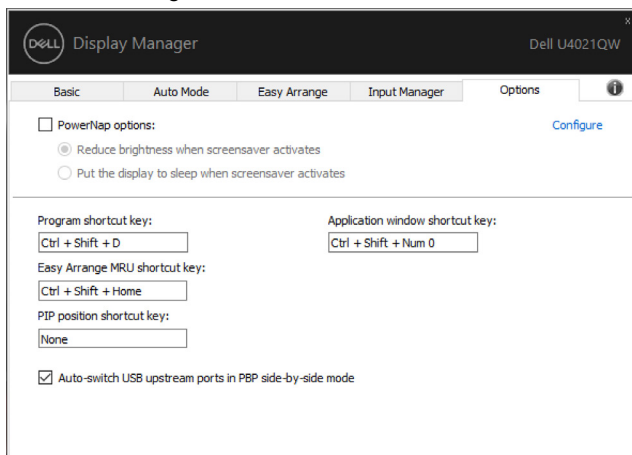 DELL Display Manager Dell U4021QW x
Basic Auto Mode Easy Arrange Input Manager Options i
PowerNap options: Configure
Reduce brightness when screensaver activates
Put the display to sleep when screensaver activates
Program shortcut key: Application window shortcut key:
Ctrl + Shift + D Ctrl + Shift + Num 0
Easy Arrange MRU shortcut key:
Ctrl + Shift + Home
PIP position shortcut key:
None
Auto-switch USB upstream ports in PBP side-by-side mode